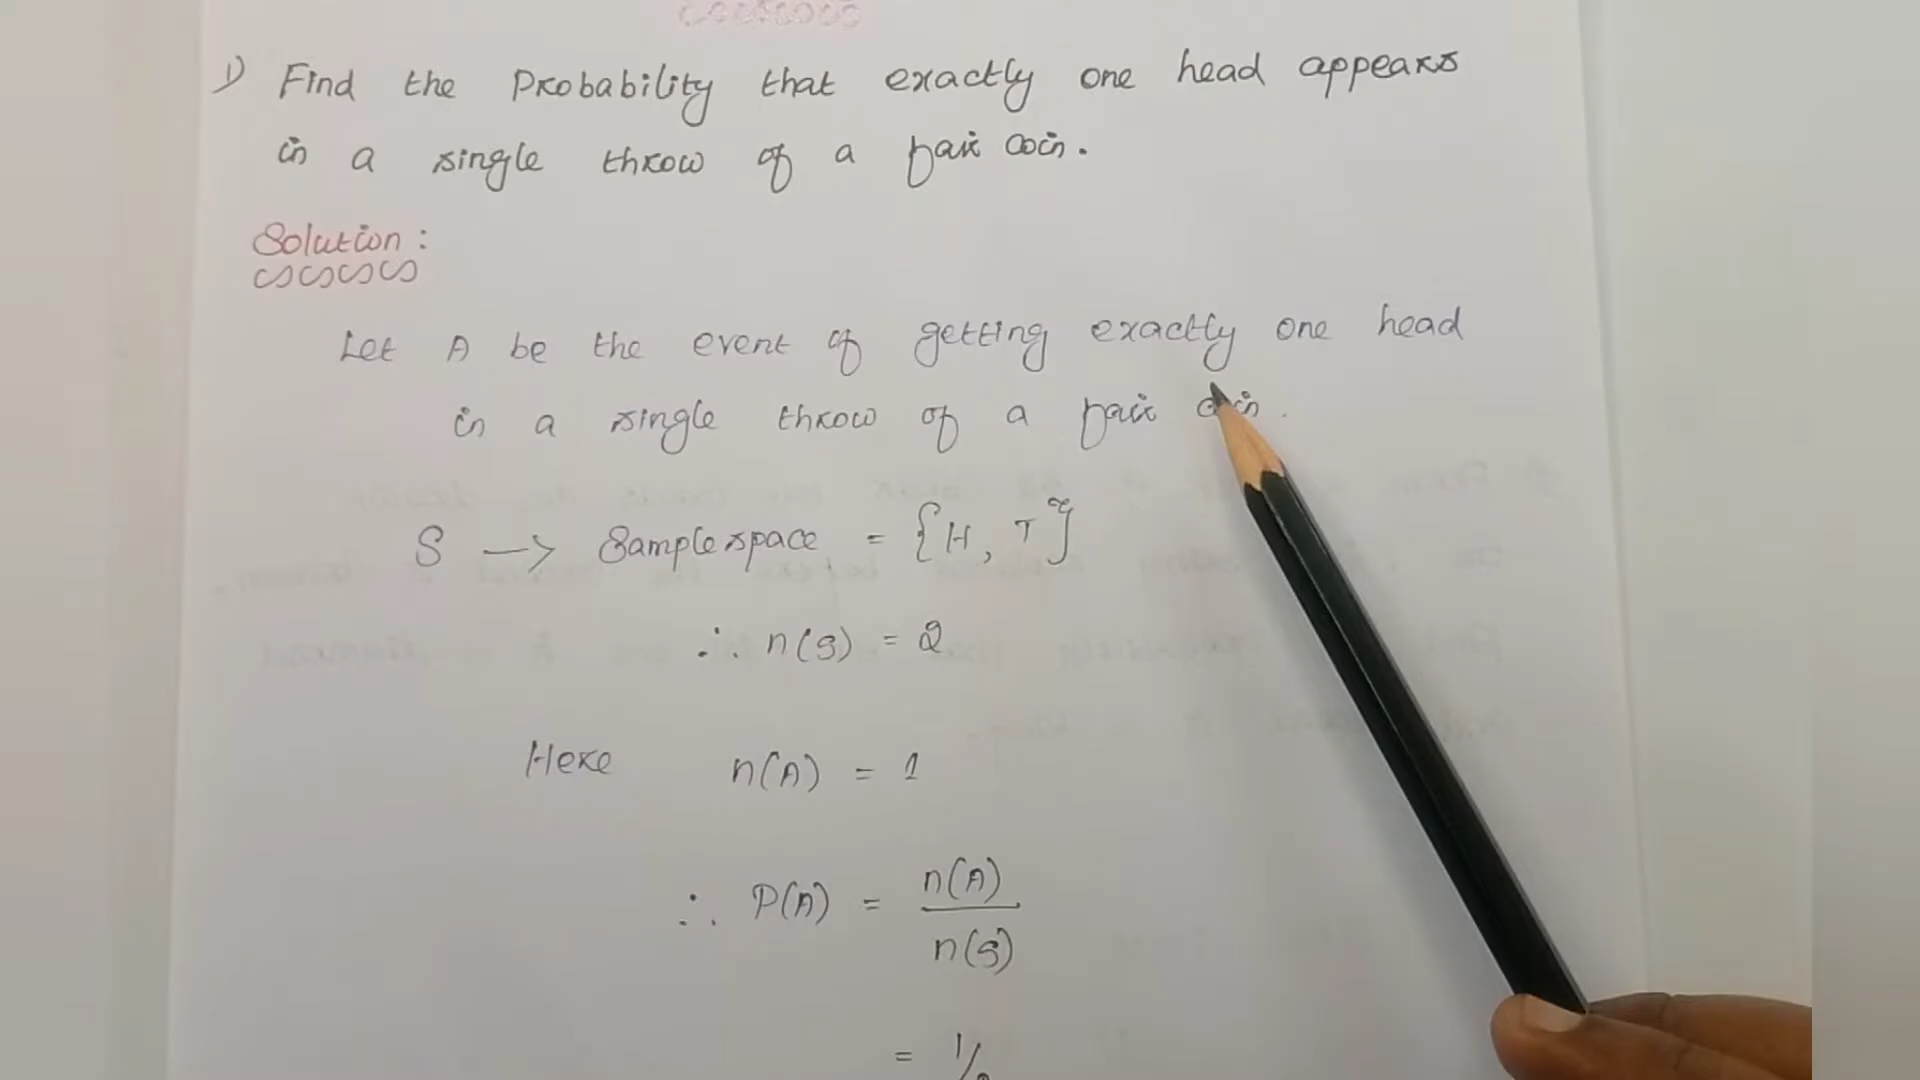 1) Find the Probability that exactly one head appears
in a single throw of a fair coin.
Solution:
Let A be the event of getting exactly one head
in a single throw of a fair coin.
S → Sample space = {H, T}
∴ n(S) = 2
Here n(A) = 1
∴ P(A) = n(A)
n(S)
= 1/